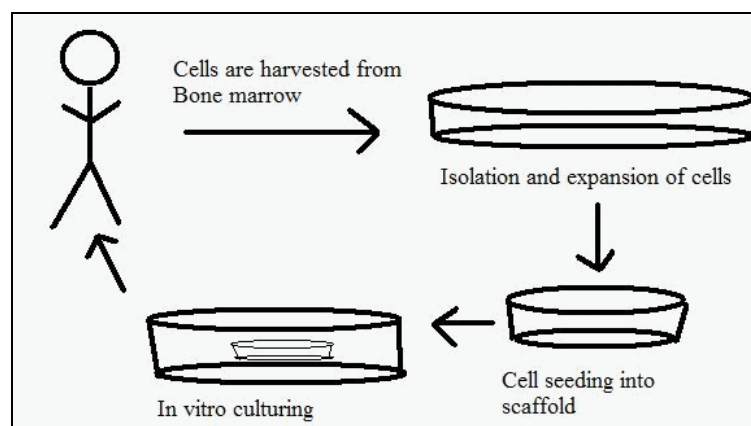 Cells are harvested from
Bone marrow
Isolation and expansion of cells
Cell seeding into
scaffold
In vitro culturing